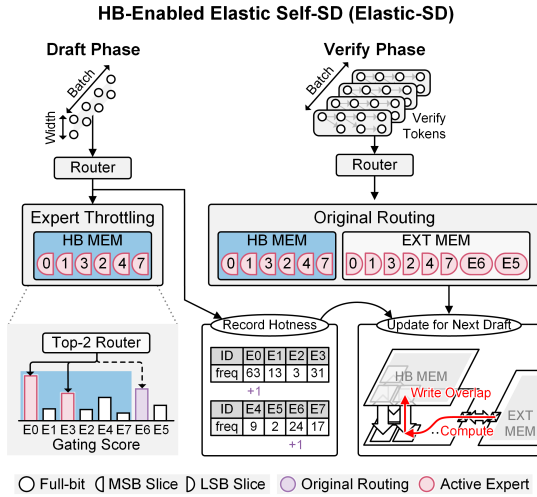 HB-Enabled Elastic Self-SD (Elastic-SD)
Draft Phase
Verify Phase
Batch
Width
Batch
Verify
Tokens
Router
Router
Expert Throttling
HB MEM
0 1 3 2 4 7
Original Routing
HB MEM
0 1 3 2 4 7
EXT MEM
0 1 3 2 4 7 E6 E5
Top-2 Router
E0 E1 E3 E2 E4 E7 E6 E5
Gating Score
Record Hotness
ID E0 E1 E2 E3
freq 63 13 3 31
+1
ID E4 E5 E6 E7
freq 9 2 24 17
+1
Update for Next Draft
HB MEM
Write Overlap
EXT
MEM
..Compute
Full-bit
MSB Slice
LSB Slice
Original Routing
Active Expert